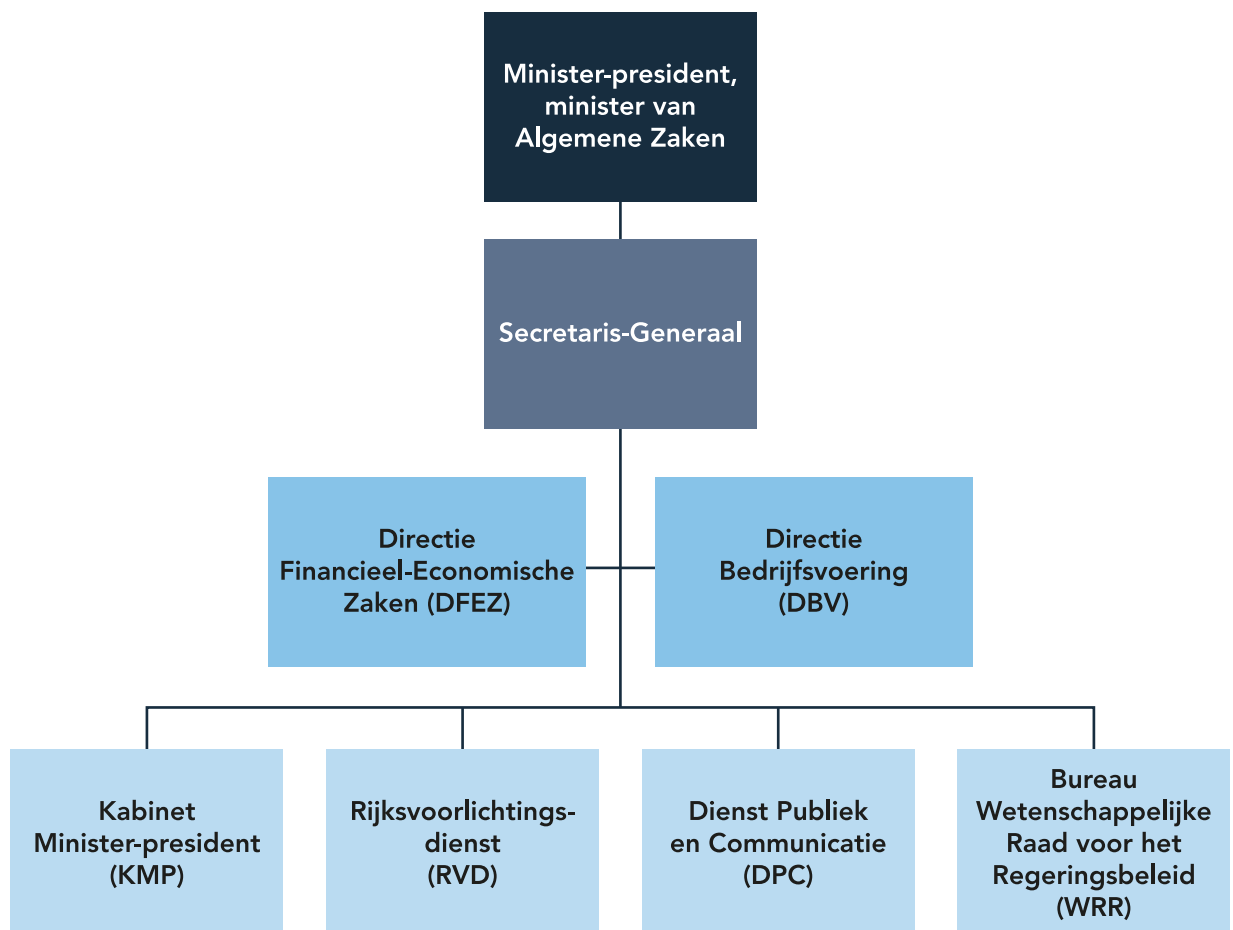 Minister-president,
minister van
Algemene Zaken
Secretaris-Generaal
Directie
Financieel-Economische
Zaken (DFEZ)
Directie
Bedrijfsvoering
(DBV)
Kabinet
Minister-president
(KMP)
Rijksvoorlichtings-
dienst
(RVD)
Dienst Publiek
en Communicatie
(DPC)
Bureau
Wetenschappelijke
Raad voor het
Regeringsbeleid
(WRR)